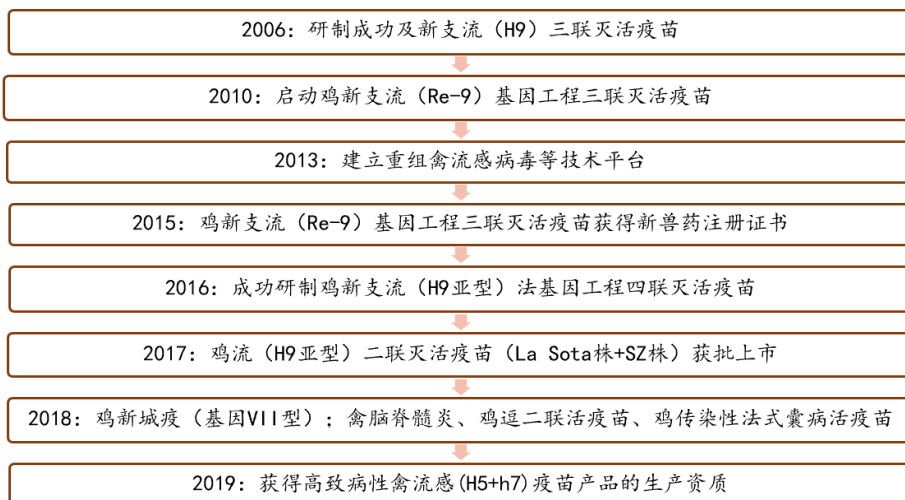 2006：研制成功及新支流（H9）三联灭活疫苗
2010：启动鸡新支流（Re-9）基因工程三联灭活疫苗
2013：建立重组禽流感病毒等技术平台
2015：鸡新支流（Re-9）基因工程三联灭活疫苗获得新兽药注册证书
2016：成功研制鸡新支流（H9亚型）法基因工程四联灭活疫苗
2017：鸡流（H9亚型）二联灭活疫苗（La Sota株+SZ株）获批上市
2018：鸡新城疫（基因VII型）；禽脑脊髓炎、鸡逗二联活疫苗、鸡传染性法式囊病活疫苗
2019：获得高致病性禽流感(H5+h7)疫苗产品的生产资质